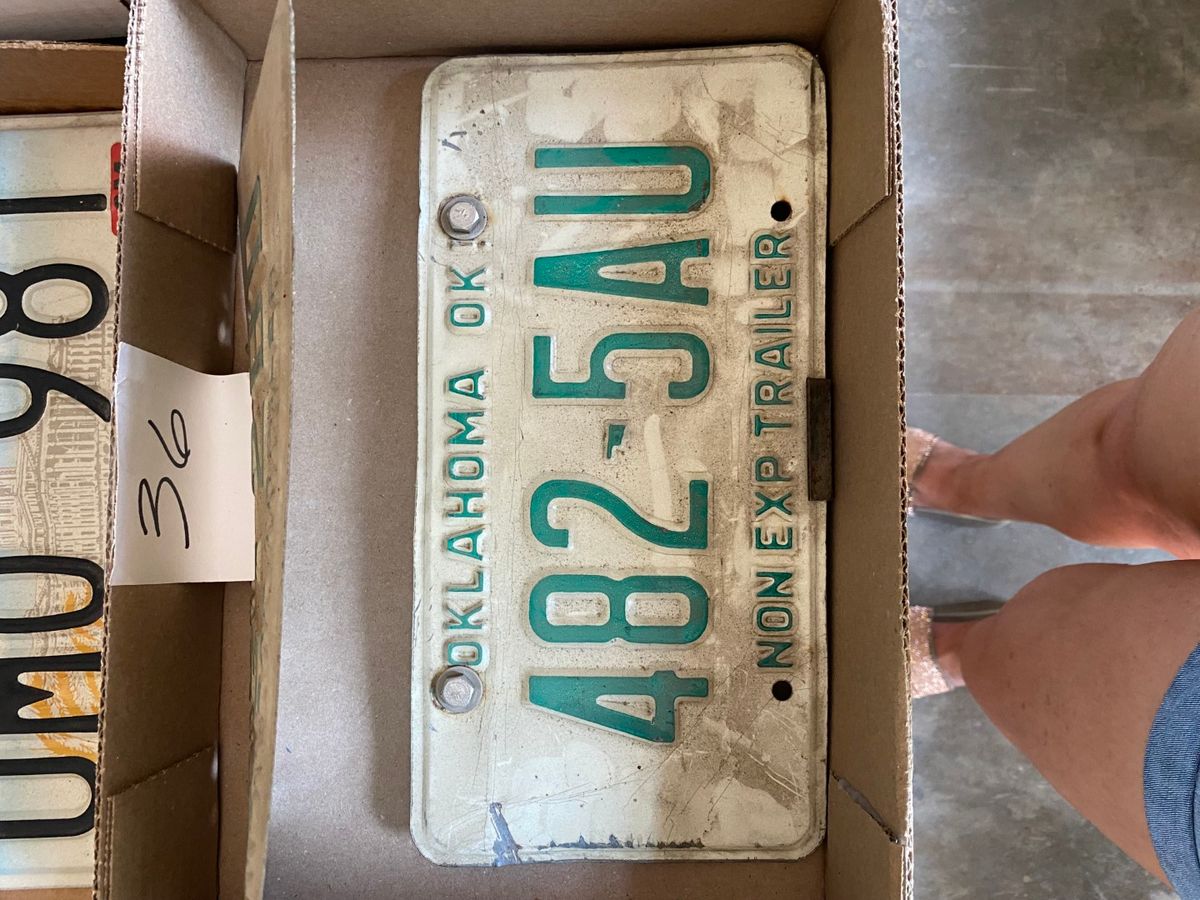 OKLAHOMA OK
482-5AU
NON EXP TRAILER
36